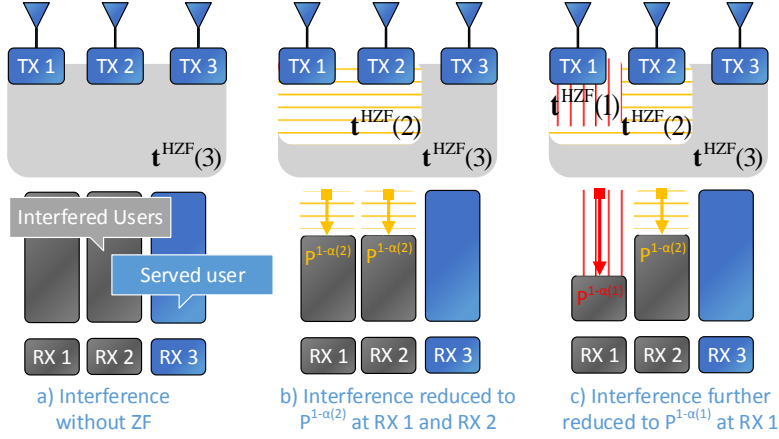 TX 1 TX 2 TX 3
t^HZF(3)
Interfered Users
Served user
RX 1 RX 2 RX 3
a) Interference
without ZF
TX 1 TX 2 TX 3
t^HZF(2)
t^HZF(3)
P^1-α(2) P^1-α(2)
RX 1 RX 2 RX 3
b) Interference reduced to
P^1-α(2) at RX 1 and RX 2
TX 1 TX 2 TX 3
t^HZF(1)
t^HZF(2)
t^HZF(3)
P^1-α(2)
P^1-α(1)
RX 1 RX 2 RX 3
c) Interference further
reduced to P^1-α(1) at RX 1